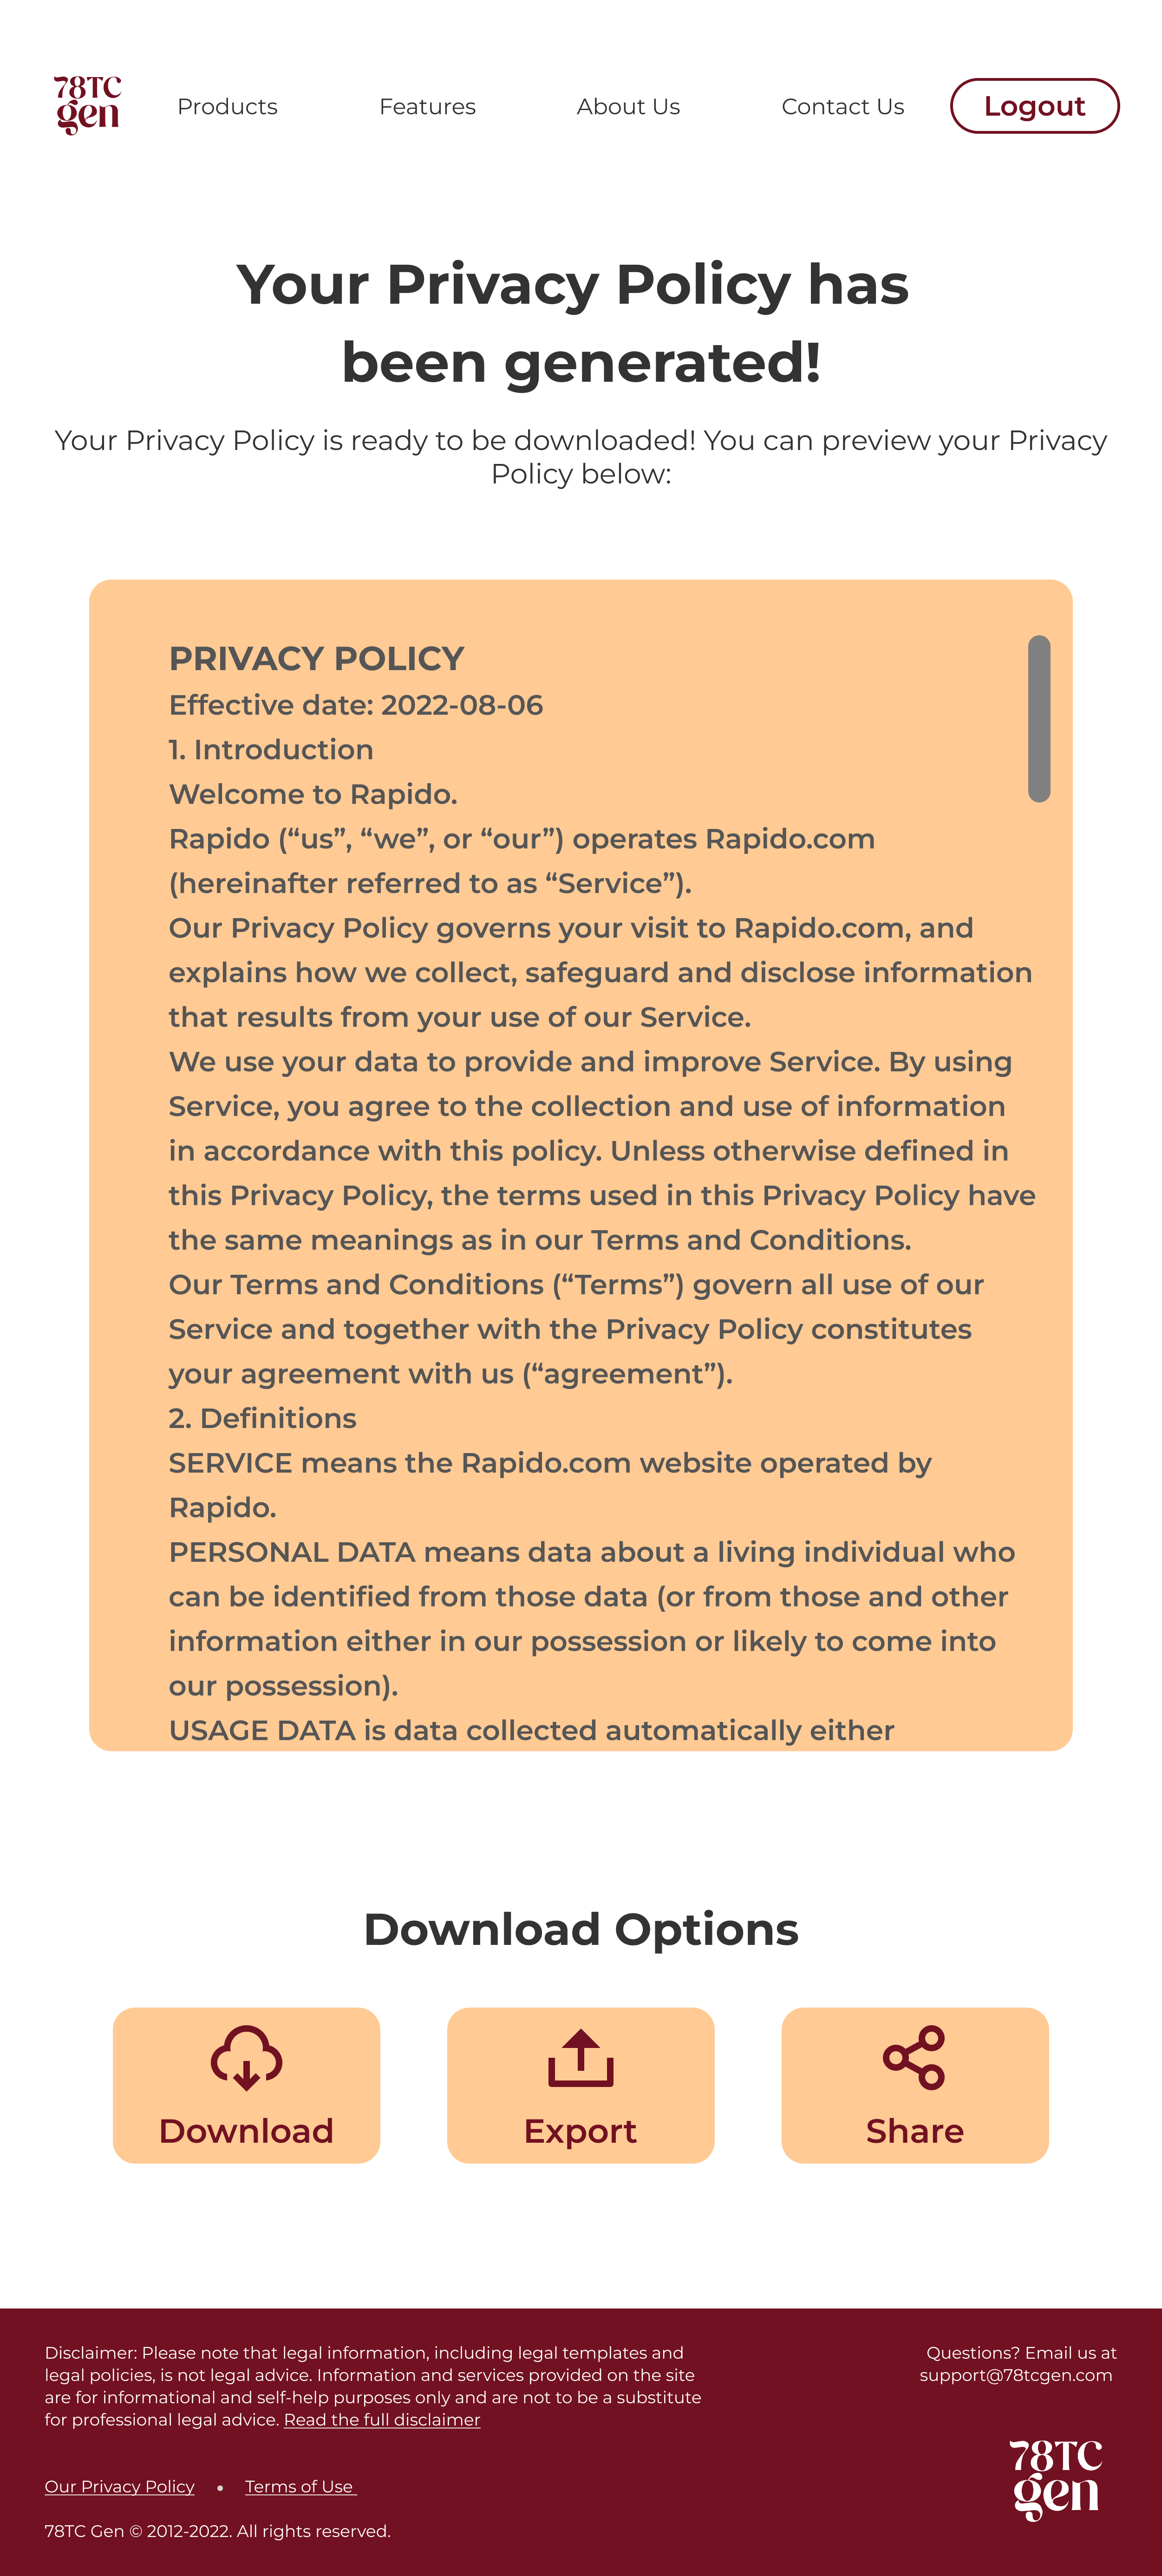 78TC
gen
Products
Features
About Us
Contact Us
Logout
Your Privacy Policy has
been generated!
Your Privacy Policy is ready to be downloaded! You can preview your Privacy
Policy below:
PRIVACY POLICY
Effective date: 2022-08-06
1. Introduction
Welcome to Rapido.
Rapido (“us”, “we”, or “our”) operates Rapido.com
(hereinafter referred to as “Service”).
Our Privacy Policy governs your visit to Rapido.com, and
explains how we collect, safeguard and disclose information
that results from your use of our Service.
We use your data to provide and improve Service. By using
Service, you agree to the collection and use of information
in accordance with this policy. Unless otherwise defined in
this Privacy Policy, the terms used in this Privacy Policy have
the same meanings as in our Terms and Conditions.
Our Terms and Conditions (“Terms”) govern all use of our
Service and together with the Privacy Policy constitutes
your agreement with us (“agreement”).
2. Definitions
SERVICE means the Rapido.com website operated by
Rapido.
PERSONAL DATA means data about a living individual who
can be identified from those data (or from those and other
information either in our possession or likely to come into
our possession).
USAGE DATA is data collected automatically either
Download Options
Download
Export
Share
Disclaimer: Please note that legal information, including legal templates and
legal policies, is not legal advice. Information and services provided on the site
are for informational and self-help purposes only and are not to be a substitute
for professional legal advice. Read the full disclaimer
Questions? Email us at
support@78tcgen.com
Our Privacy Policy • Terms of Use
78TC Gen © 2012-2022. All rights reserved.
78TC
gen